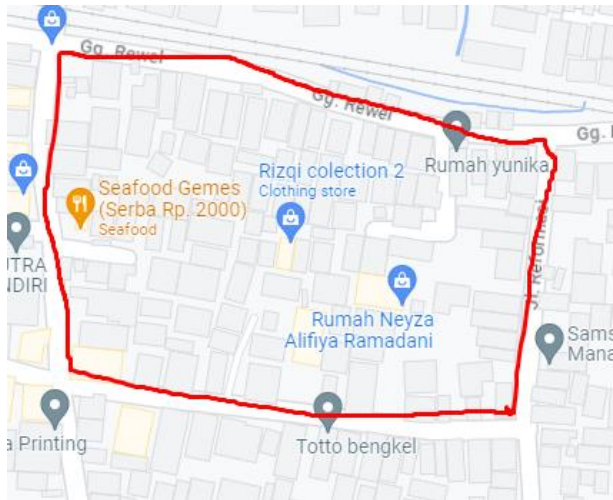 Gg. Rewel
Gg. Rewel
Gg.
Rumah yunika
Rizqi colection 2
Clothing store
Seafood Gemes
(Serba Rp. 2000)
Seafood
UTRA
NDIRI
Jl. Reformasi
Rumah Neyza
Alifiya Ramadani
Sams
Mana
a Printing
Totto bengkel